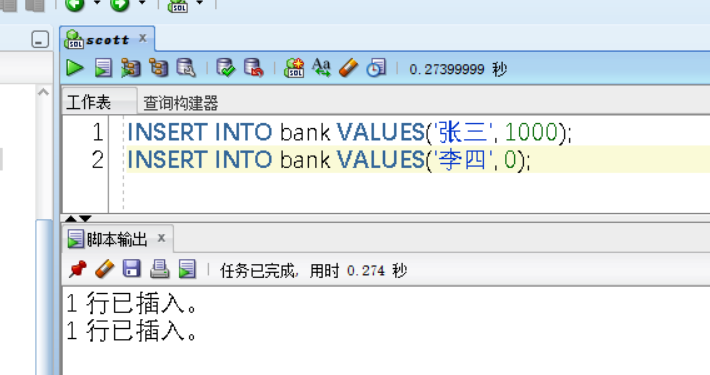 scott
0.27399999 秒
工作表 查询构建器
1 INSERT INTO bank VALUES('张三', 1000);
2 INSERT INTO bank VALUES('李四', 0);
脚本输出
任务已完成, 用时 0.274 秒
1 行已插入。
1 行已插入。